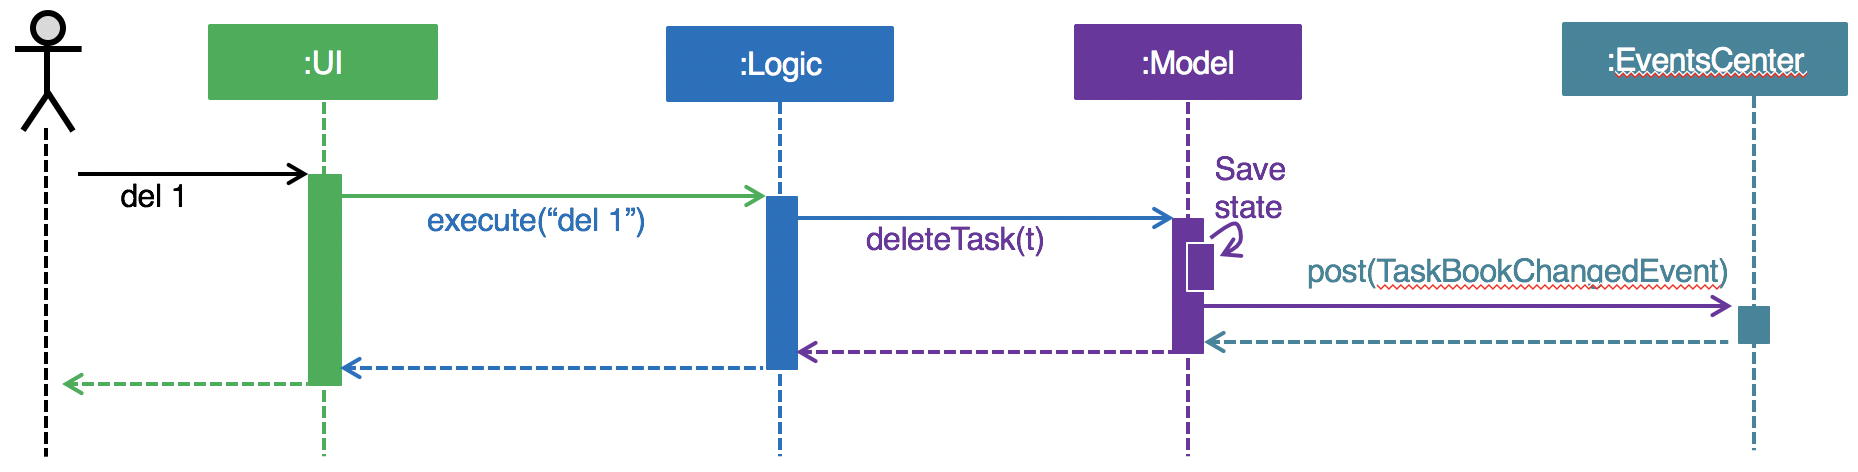 :UI
:Logic
:Model
:EventsCenter
del 1
execute(“del 1”)
deleteTask(t)
Save
state
post(TaskBookChangedEvent)